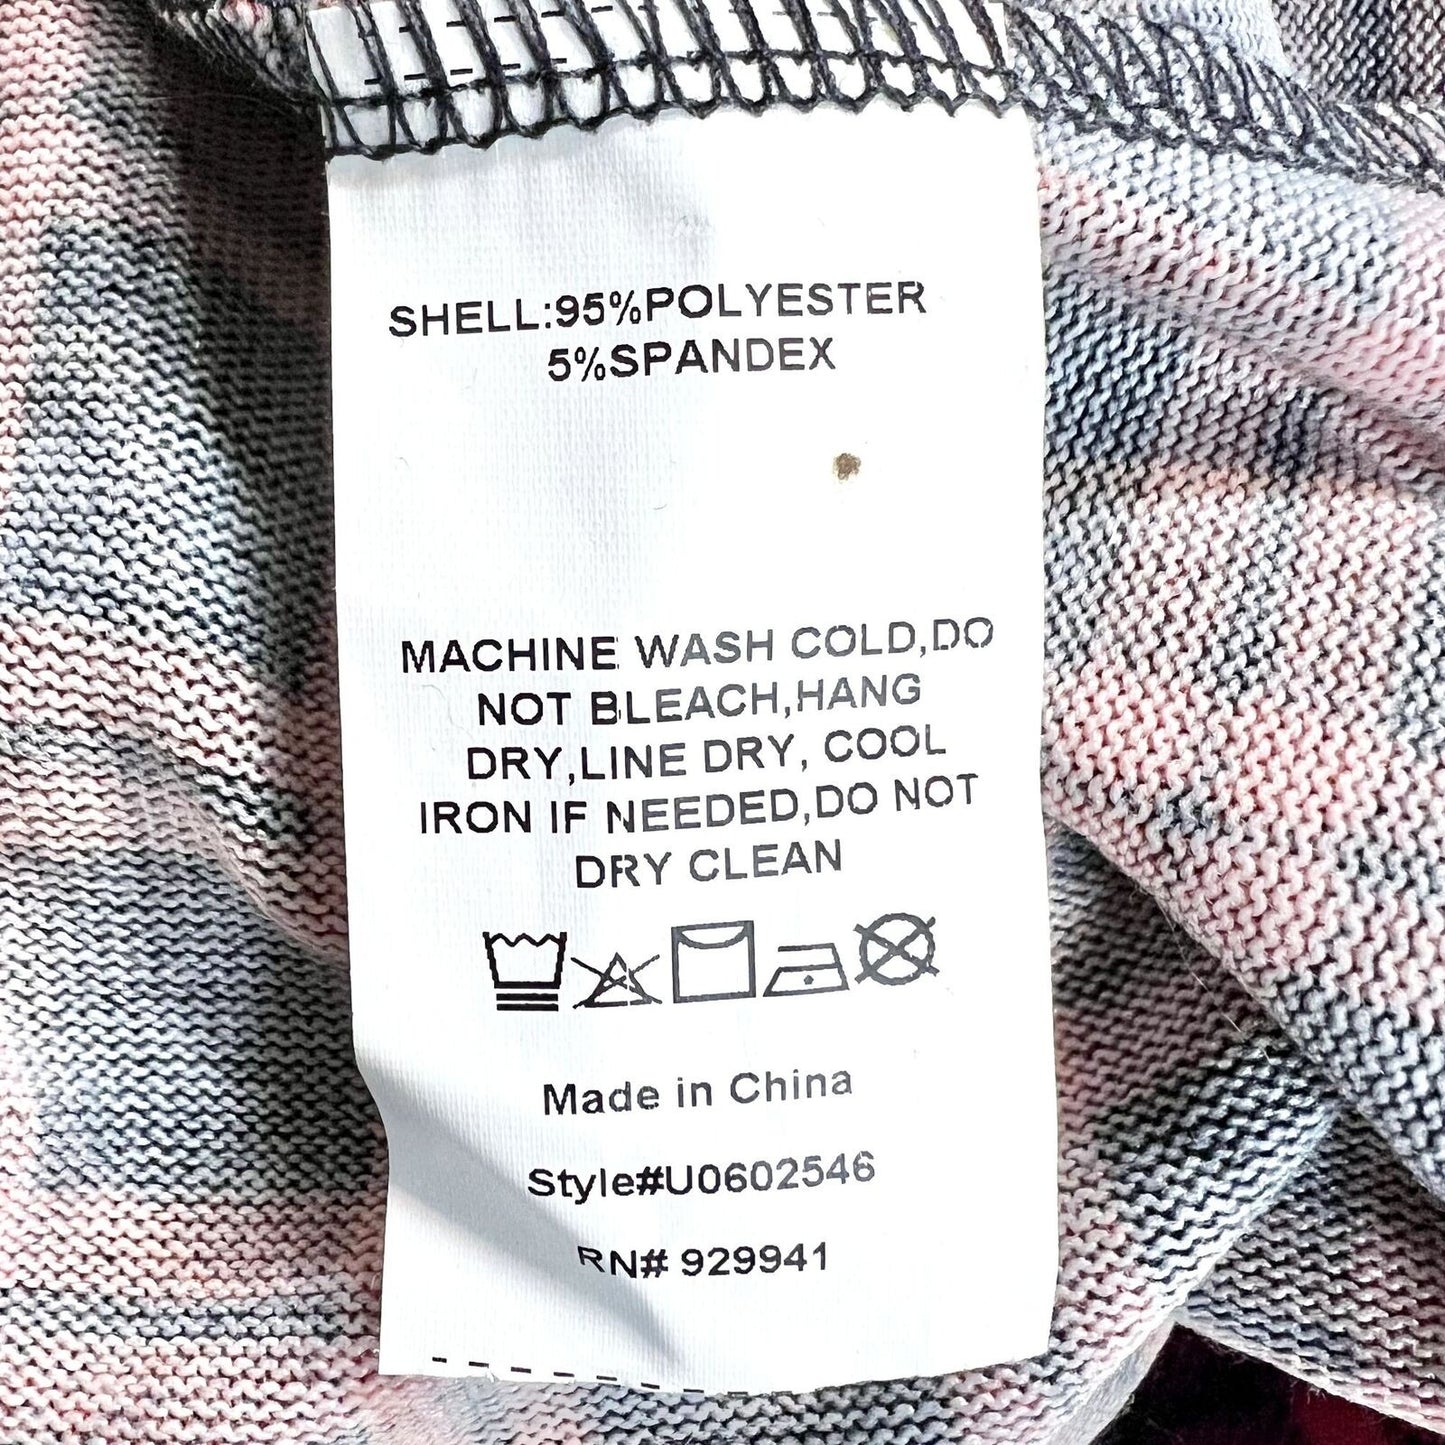 SHELL:95%POLYESTER
5%SPANDEX
MACHINE WASH COLD,DO
NOT BLEACH,HANG
DRY,LINE DRY, COOL
IRON IF NEEDED,DO NOT
DRY CLEAN
Made in China
Style#U0602546
RN# 929941